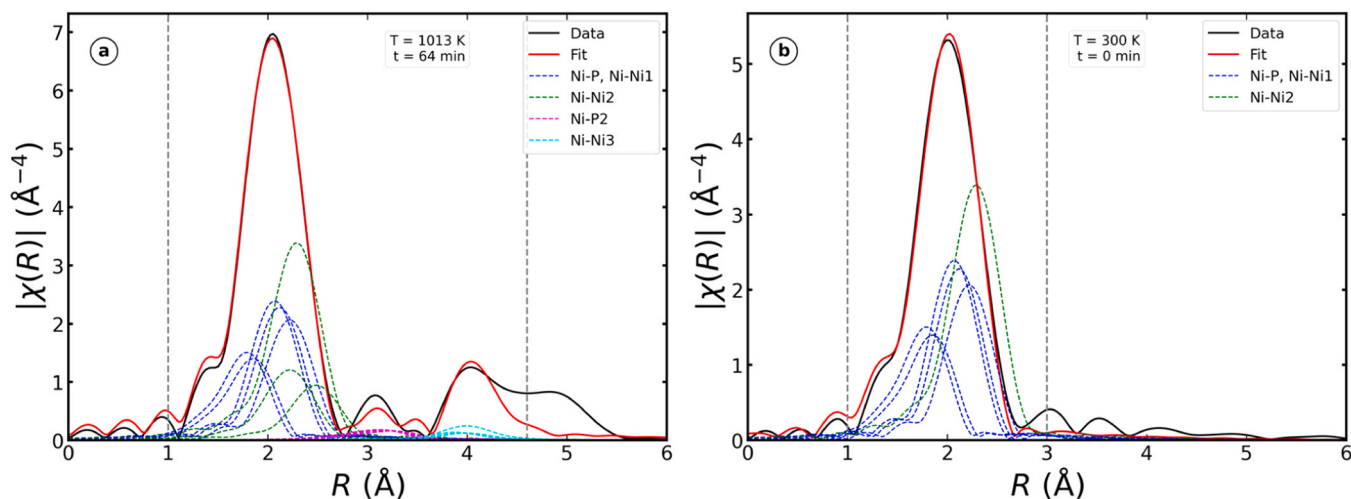 a
T = 1013 K
t = 64 min
Data
Fit
Ni-P, Ni-Ni1
Ni-Ni2
Ni-P2
Ni-Ni3
|χ(R)| (Å⁻⁴)
7
6
5
4
3
2
1
0
0 1 2 3 4 5 6
R (Å)
b
T = 300 K
t = 0 min
Data
Fit
Ni-P, Ni-Ni1
Ni-Ni2
|χ(R)| (Å⁻⁴)
5
4
3
2
1
0
0 1 2 3 4 5 6
R (Å)